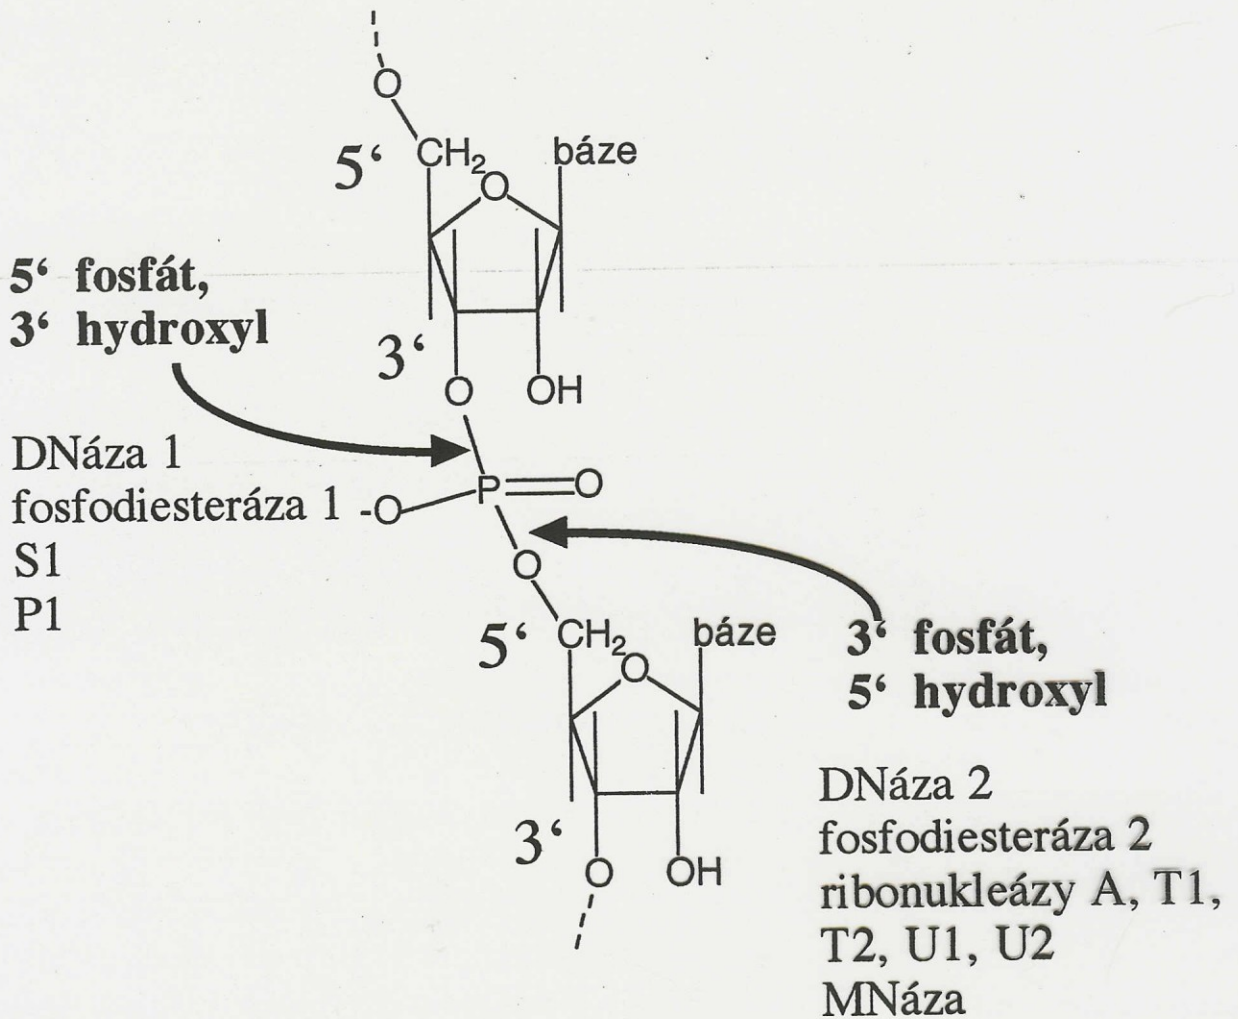 O
5‘ CH2 báze
O
5‘ fosfát,
3‘ hydroxyl
3‘
O OH
DNáza 1
fosfodiesteráza 1 -O P O
S1
O
P1
5‘ CH2 báze
O
3‘ fosfát,
5‘ hydroxyl
DNáza 2
3‘
fosfodiesteráza 2
O OH
ribonukleázy A, T1,
T2, U1, U2
MNáza